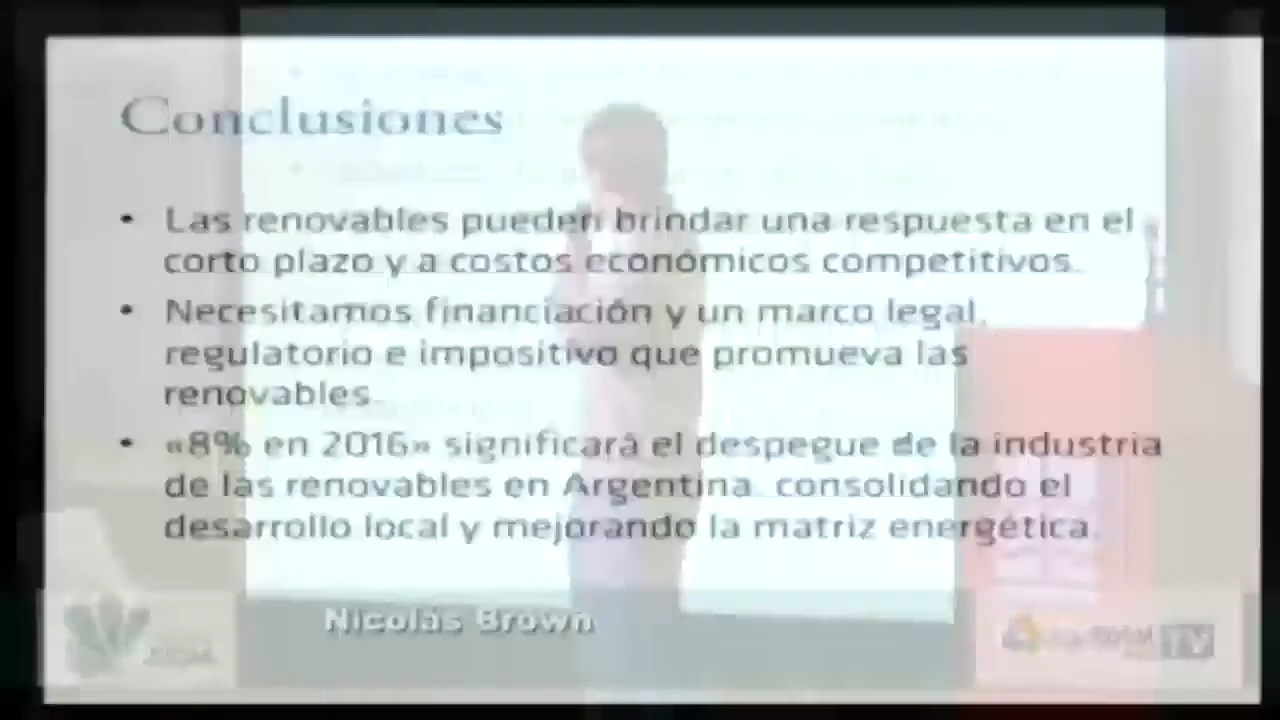 Conclusiones
• Las renovables pueden brindar una respuesta en el
corto plazo y a costos económicos competitivos.
• Necesitamos financiación y un marco legal,
regulatorio e impositivo que promueva las
renovables.
• «8% en 2016» significará el despegue de la industria
de las renovables en Argentina, consolidando el
desarrollo local y mejorando la matriz energética.
Nicolás Brown
TV